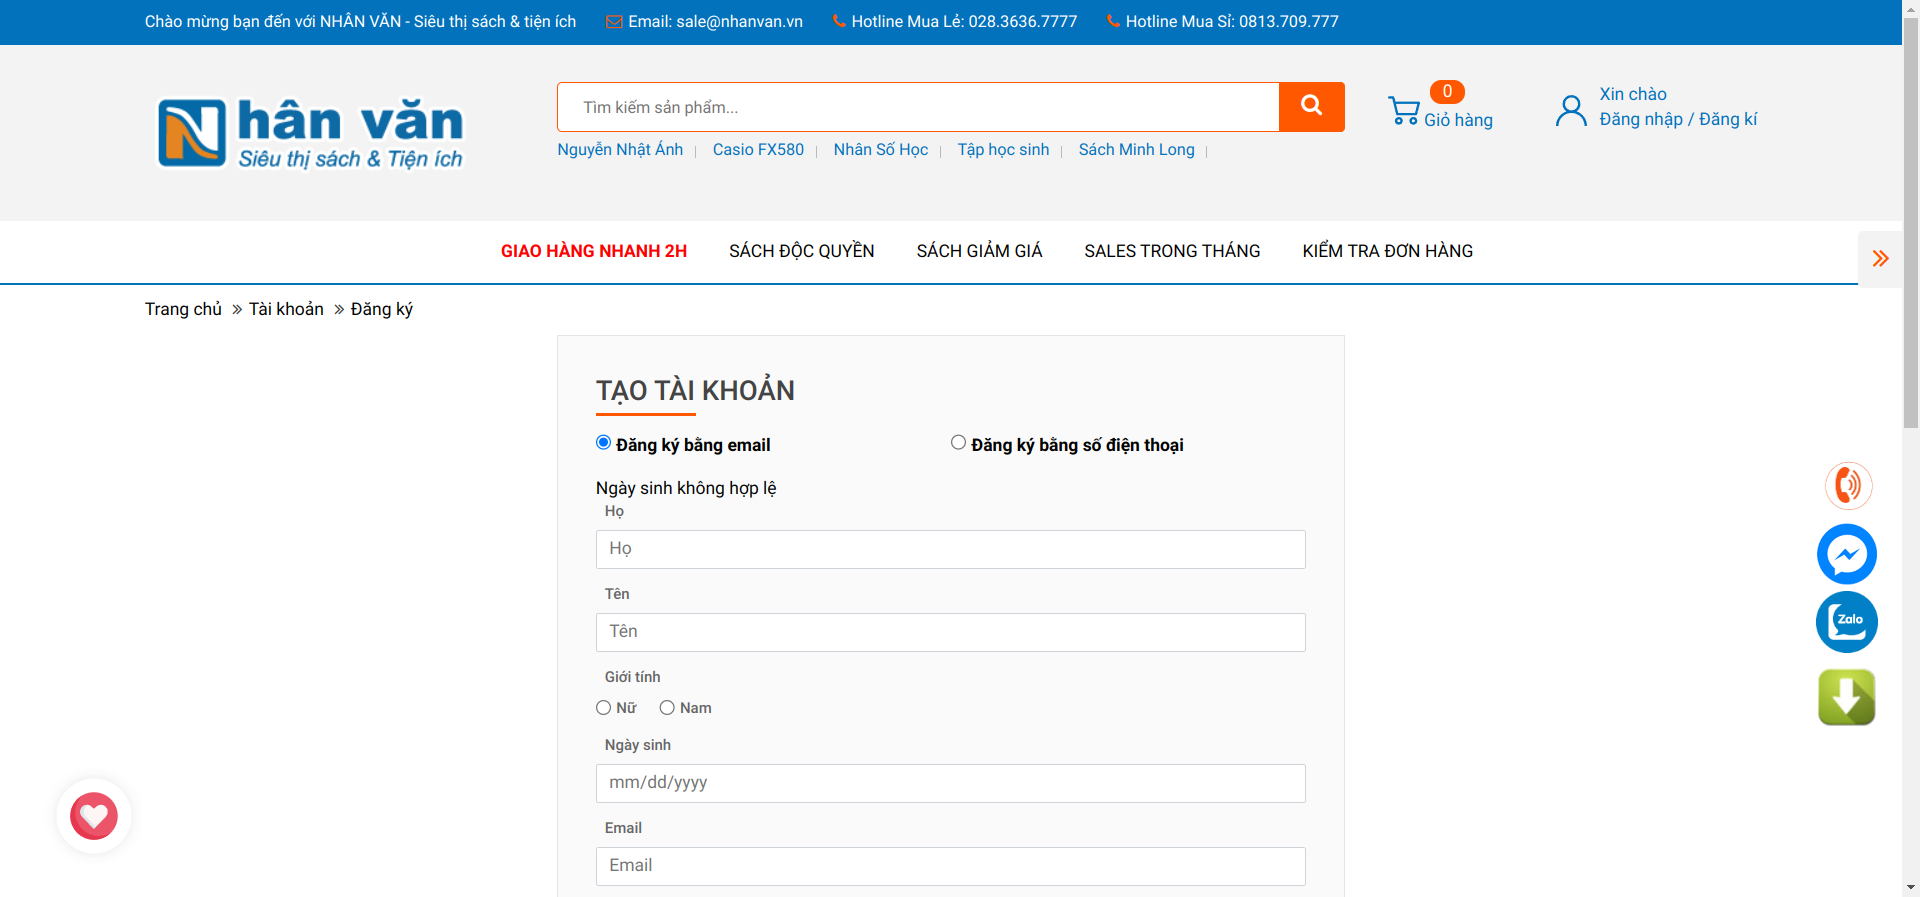 Chào mừng bạn đến với NHÂN VĂN - Siêu thị sách & tiện ích Email: sale@nhanvan.vn Hotline Mua Lẻ: 028.3636.7777 Hotline Mua Sỉ: 0813.709.777
Nhân văn
Siêu thị sách & Tiện ích
Tìm kiếm sản phẩm...
0
Giỏ hàng
Xin chào
Đăng nhập / Đăng kí
Nguyễn Nhật Ánh | Casio FX580 | Nhân Số Học | Tập học sinh | Sách Minh Long |
GIAO HÀNG NHANH 2H SÁCH ĐỘC QUYỀN SÁCH GIẢM GIÁ SALES TRONG THÁNG KIỂM TRA ĐƠN HÀNG
Trang chủ » Tài khoản » Đăng ký
TẠO TÀI KHOẢN
Đăng ký bằng email Đăng ký bằng số điện thoại
Ngày sinh không hợp lệ
Họ
Họ
Tên
Tên
Giới tính
Nữ Nam
Ngày sinh
mm/dd/yyyy
Email
Email
Zalo